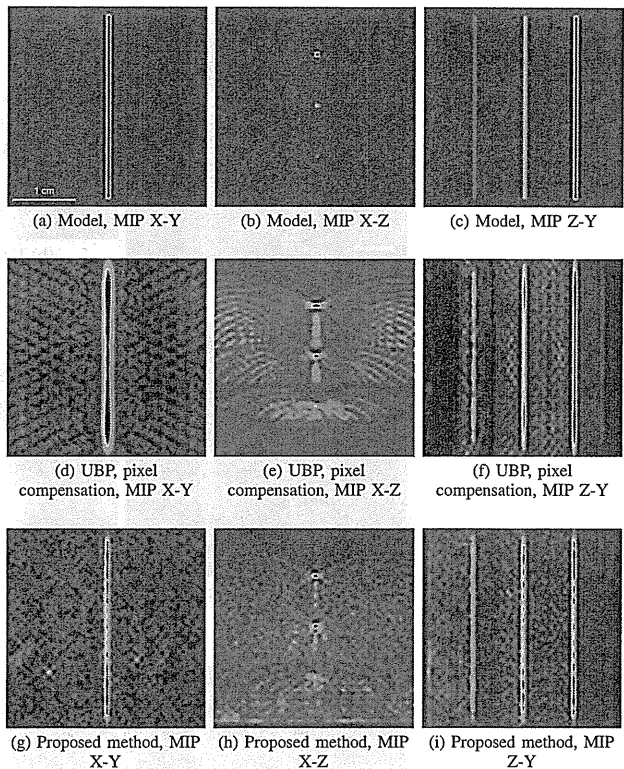 1 cm
(a) Model, MIP X-Y
(b) Model, MIP X-Z
(c) Model, MIP Z-Y
(d) UBP, pixel
compensation, MIP X-Y
(e) UBP, pixel
compensation, MIP X-Z
(f) UBP, pixel
compensation, MIP Z-Y
(g) Proposed method, MIP
X-Y
(h) Proposed method, MIP
X-Z
(i) Proposed method, MIP
Z-Y